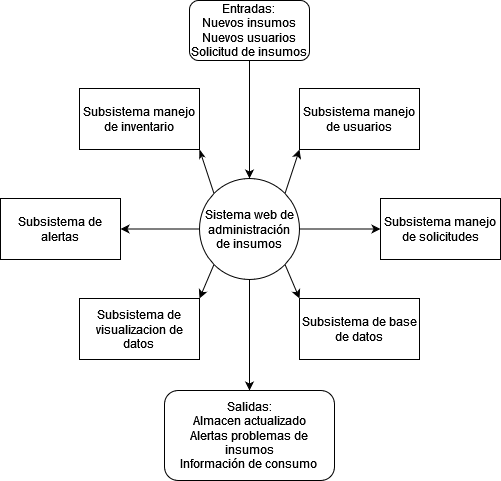 Entradas:
Nuevos insumos
Nuevos usuarios
Solicitud de insumos
Subsistema manejo
de inventario
Subsistema manejo
de usuarios
Subsistema de
alertas
Sistema web de
administración
de insumos
Subsistema manejo
de solicitudes
Subsistema de
visualizacion de
datos
Subsistema de base
de datos
Salidas:
Almacen actualizado
Alertas problemas de
insumos
Información de consumo